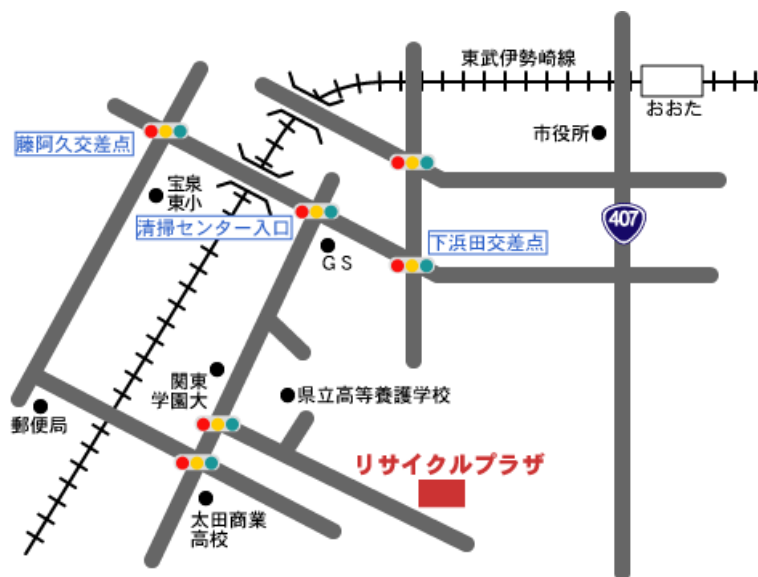 東武伊勢崎線
おおた
市役所
藤阿久交差点
宝泉
東小
清掃センター入口
407
下浜田交差点
GS
関東
学園大
県立高等養護学校
郵便局
リサイクルプラザ
太田商業
高校